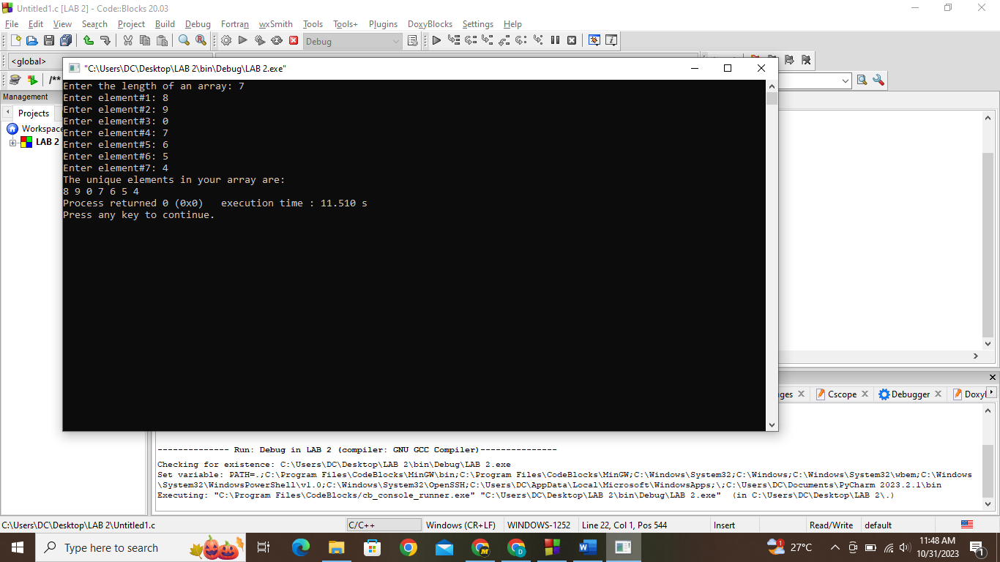 Untitled1.c [LAB 2] - Code::Blocks 20.03
File Edit View Search Project Build Debug Fortran wxSmith Tools Tools+ Plugins DoxyBlocks Settings Help
Debug
<global>
"C:\Users\DC\Desktop\LAB 2\bin\Debug\LAB 2.exe"
/**
Management
Projects
Workspace
LAB 2
Enter the length of an array: 7
Enter element#1: 8
Enter element#2: 9
Enter element#3: 0
Enter element#4: 7
Enter element#5: 6
Enter element#6: 5
Enter element#7: 4
The unique elements in your array are:
8 9 0 7 6 5 4
Process returned 0 (0x0)   execution time : 11.510 s
Press any key to continue.
ges Cscope Debugger Doxyl
-------------- Run: Debug in LAB 2 (compiler: GNU GCC Compiler)---------------
Checking for existence: C:\Users\DC\Desktop\LAB 2\bin\Debug\LAB 2.exe
Set variable: PATH=.;C:\Program Files\CodeBlocks\MinGW\bin;C:\Program Files\CodeBlocks\MinGW;C:\Windows\System32;C:\Windows;C:\Windows\System32\wbem;C:\Windows
\System32\WindowsPowerShell\v1.0;C:\Windows\System32\OpenSSH;C:\Users\DC\AppData\Local\Microsoft\WindowsApps;\;C:\Users\DC\Documents\PyCharm 2023.2.1\bin
Executing: "C:\Program Files\CodeBlocks/cb_console_runner.exe" "C:\Users\DC\Desktop\LAB 2\bin\Debug\LAB 2.exe"  (in C:\Users\DC\Desktop\LAB 2\.)
C:\Users\DC\Desktop\LAB 2\Untitled1.c C/C++ Windows (CR+LF) WINDOWS-1252 Line 22, Col 1, Pos 544 Insert Read/Write default
Type here to search
1 27°C
11:48 AM
10/31/2023
1